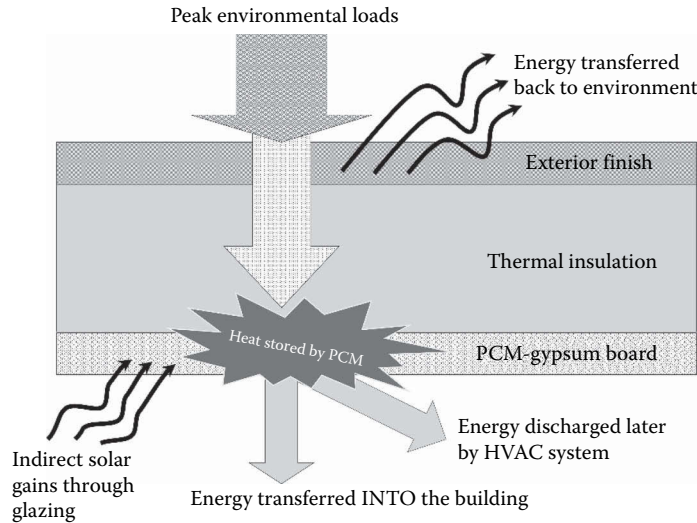 Peak environmental loads
Energy transferred
back to environment
Exterior finish
Thermal insulation
Heat stored by PCM
PCM-gypsum board
Energy discharged later
by HVAC system
Indirect solar
gains through
glazing
Energy transferred INTO the building